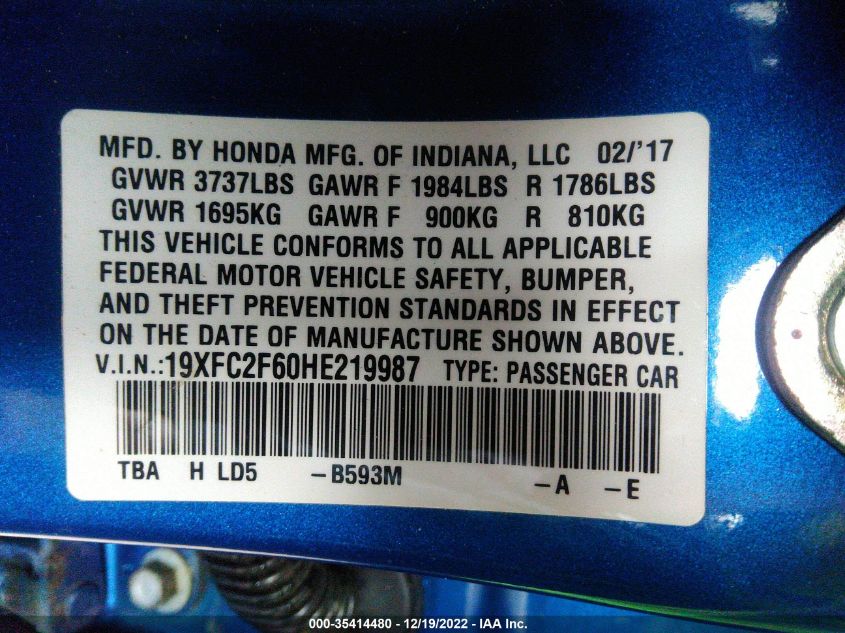 MFD. BY HONDA MFG. OF INDIANA, LLC 02/'17
GVWR 3737LBS GAWR F 1984LBS R 1786LBS
GVWR 1695KG GAWR F 900KG R 810KG
THIS VEHICLE CONFORMS TO ALL APPLICABLE
FEDERAL MOTOR VEHICLE SAFETY, BUMPER,
AND THEFT PREVENTION STANDARDS IN EFFECT
ON THE DATE OF MANUFACTURE SHOWN ABOVE.
V.I.N.:19XFC2F60HE219987 TYPE: PASSENGER CAR
TBA H LD5 –B593M –A –E
000-35414480 - 12/19/2022 - IAA Inc.